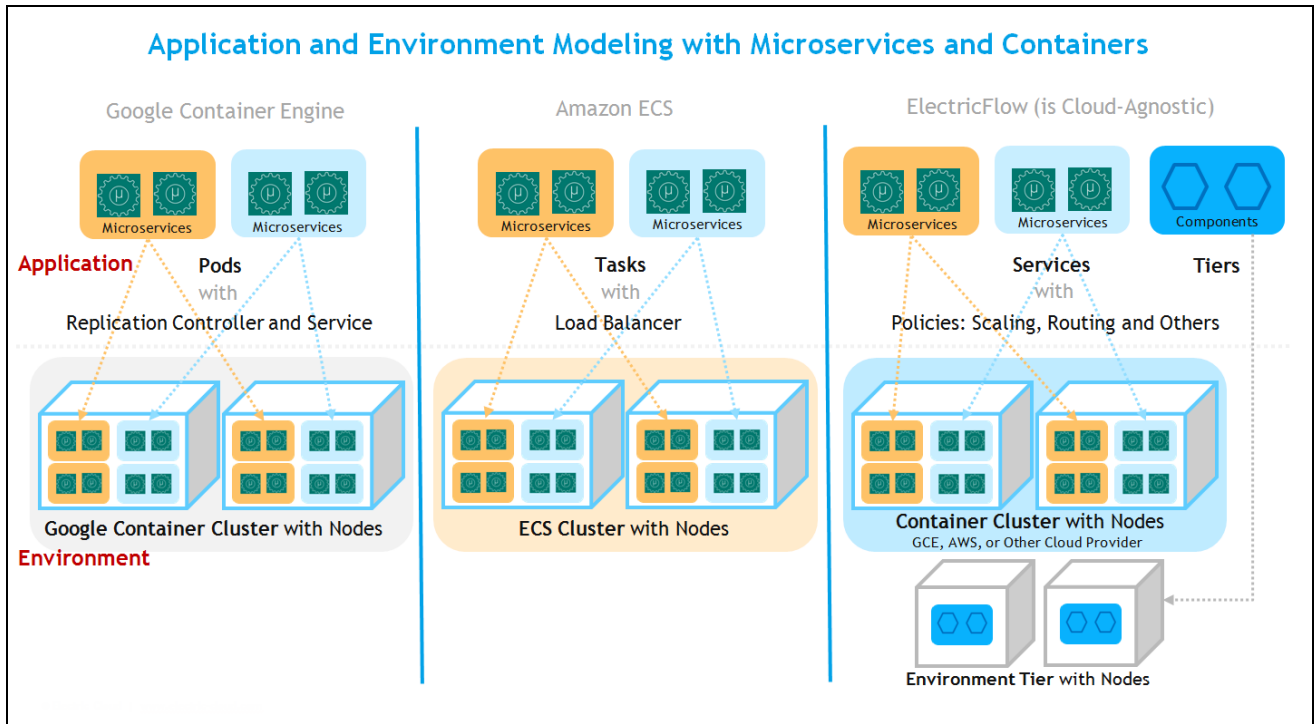 Application and Environment Modeling with Microservices and Containers
Google Container Engine
µ µ
Microservices
µ µ
Microservices
Application
Pods
with
Replication Controller and Service
µ µ µ µ
µ µ µ µ
µ µ µ µ
µ µ µ µ
Google Container Cluster with Nodes
Environment
Amazon ECS
µ µ
Microservices
µ µ
Microservices
Tasks
with
Load Balancer
µ µ µ µ
µ µ µ µ
µ µ µ µ
µ µ µ µ
ECS Cluster with Nodes
ElectricFlow (is Cloud-Agnostic)
µ µ
Microservices
µ µ
Microservices
Components
Services
with
Tiers
Policies: Scaling, Routing and Others
µ µ µ µ
µ µ µ µ
µ µ µ µ
µ µ µ µ
Container Cluster with Nodes
GCE, AWS, or Other Cloud Provider
Environment Tier with Nodes